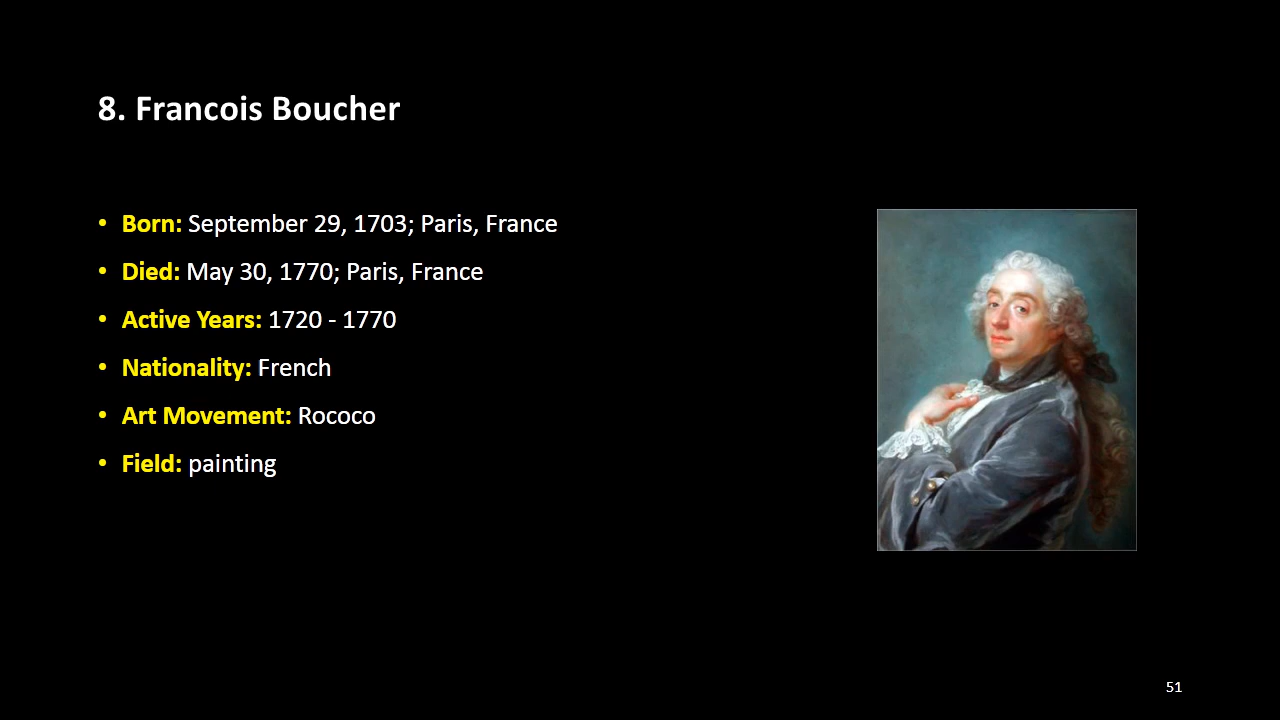 8. Francois Boucher
• Born: September 29, 1703; Paris, France
• Died: May 30, 1770; Paris, France
• Active Years: 1720 - 1770
• Nationality: French
• Art Movement: Rococo
• Field: painting
51